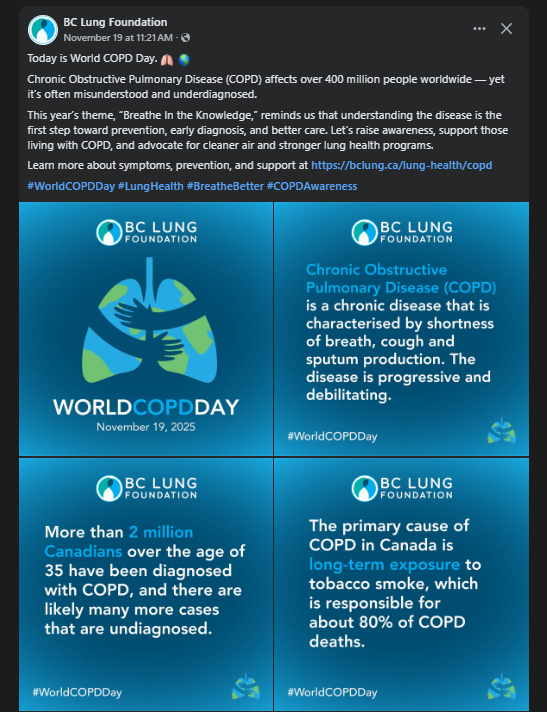 BC Lung Foundation
November 19 at 11:21 AM ·
Today is World COPD Day. 🫁 🌎
Chronic Obstructive Pulmonary Disease (COPD) affects over 400 million people worldwide — yet
it's often misunderstood and underdiagnosed.
This year's theme, "Breathe In the Knowledge," reminds us that understanding the disease is the
first step toward prevention, early diagnosis, and better care. Let's raise awareness, support those
living with COPD, and advocate for cleaner air and stronger lung health programs.
Learn more about symptoms, prevention, and support at https://bclung.ca/lung-health/copd
#WorldCOPDDay #LungHealth #BreatheBetter #COPDAwareness
BC LUNG
FOUNDATION
WORLDCOPDDAY
November 19, 2025
BC LUNG
FOUNDATION
Chronic Obstructive
Pulmonary Disease (COPD)
is a chronic disease that is
characterised by shortness
of breath, cough and
sputum production. The
disease is progressive and
debilitating.
#WorldCOPDDay
BC LUNG
FOUNDATION
More than 2 million
Canadians over the age of
35 have been diagnosed
with COPD, and there are
likely many more cases
that are undiagnosed.
#WorldCOPDDay
BC LUNG
FOUNDATION
The primary cause of
COPD in Canada is
long-term exposure to
tobacco smoke, which
is responsible for
about 80% of COPD
deaths.
#WorldCOPDDay